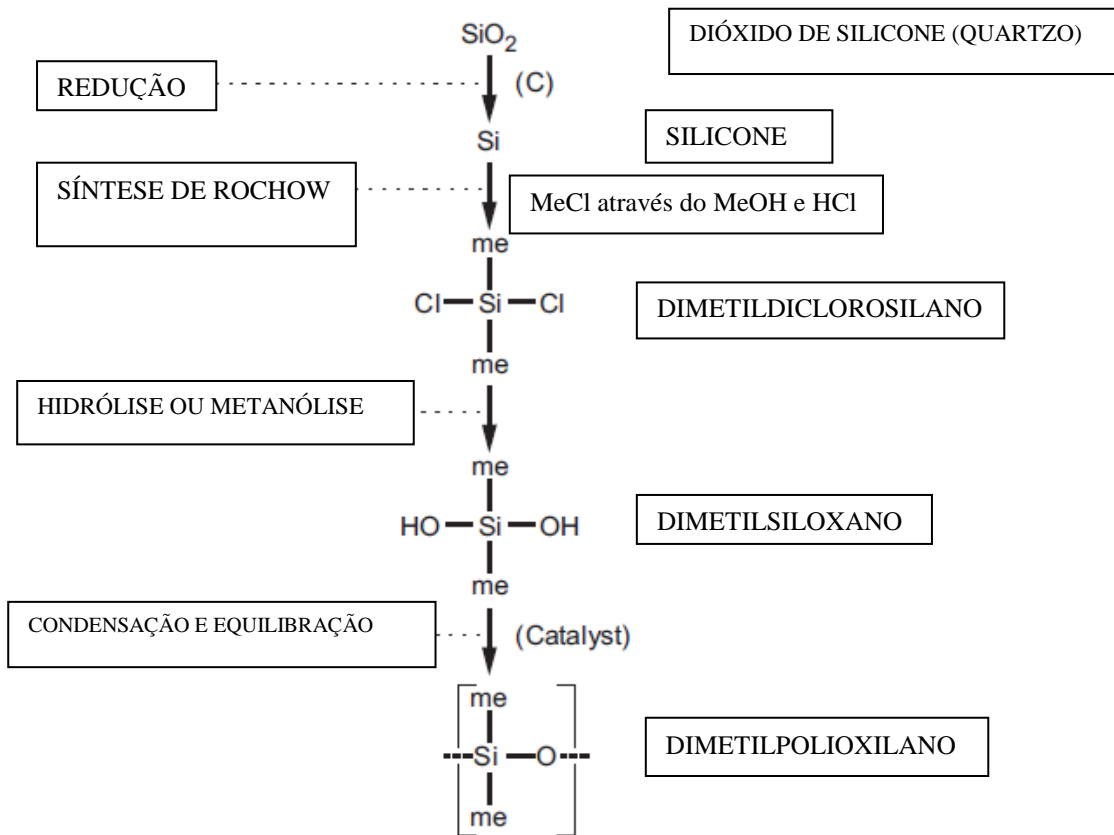 SiO2
DIÓXIDO DE SILICONE (QUARTZO)
REDUÇÃO
(C)
Si
SILICONE
SÍNTESE DE ROCHOW
MeCl através do MeOH e HCl
me
Cl Si Cl
DIMETILDICLOROSILANO
me
HIDRÓLISE OU METANÓLISE
me
HO Si OH
DIMETILSILOXANO
me
CONDENSAÇÃO E EQUILIBRAÇÃO
(Catalyst)
me
Si O
DIMETILPOLIOXILANO
me